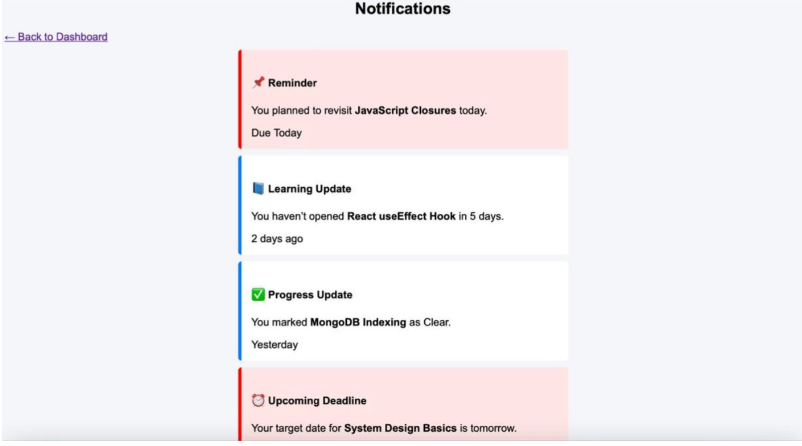 Notifications
← Back to Dashboard
📌 Reminder
You planned to revisit JavaScript Closures today.
Due Today
📘 Learning Update
You haven’t opened React useEffect Hook in 5 days.
2 days ago
✅ Progress Update
You marked MongoDB Indexing as Clear.
Yesterday
⏰ Upcoming Deadline
Your target date for System Design Basics is tomorrow.